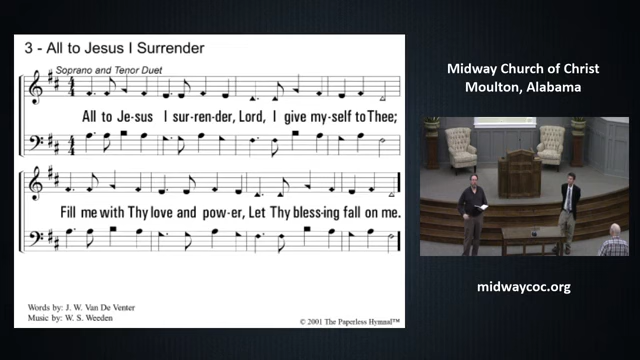 3 - All to Jesus I Surrender
Soprano and Tenor Duet
All to Je-sus I sur-ren-der, Lord, I give my-self to Thee;
Fill me with Thy love and pow-er, Let Thy bless-ing fall on me.
Words by: J. W. Van De Venter
Music by: W. S. Weeden
© 2001 The Paperless Hymnal™
Midway Church of Christ
Moulton, Alabama
midwaycoc.org